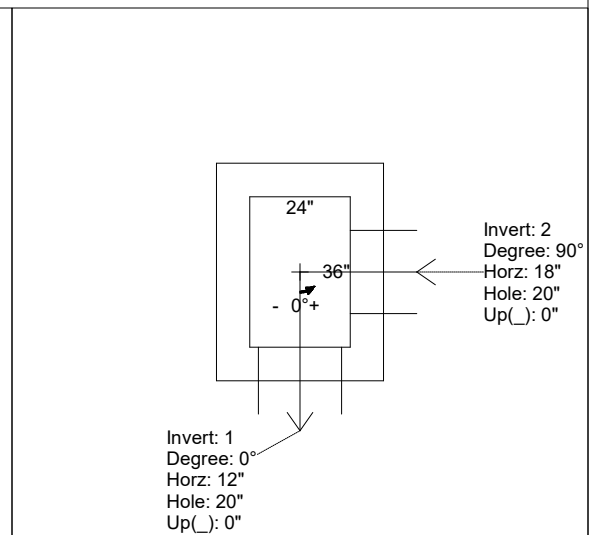 24"
36"
- 0°+
Invert: 2
Degree: 90°
Horz: 18"
Hole: 20"
Up(_): 0"
Invert: 1
Degree: 0°
Horz: 12"
Hole: 20"
Up(_): 0"